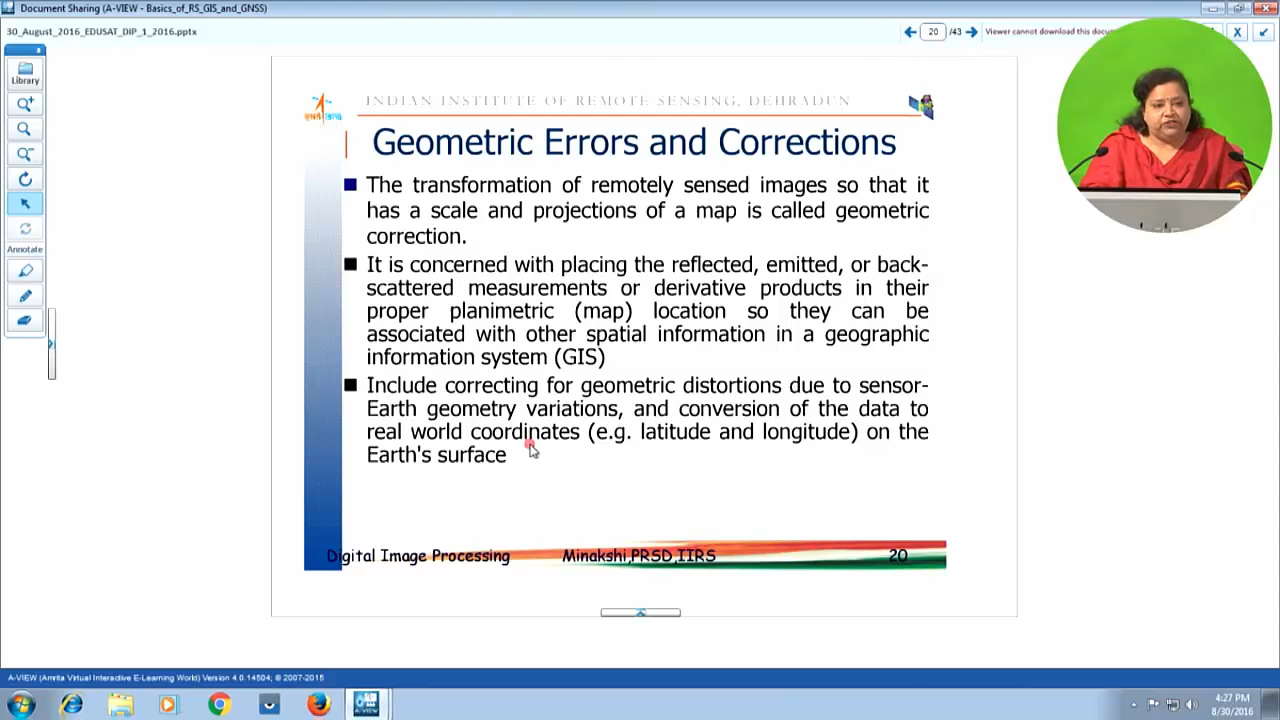 Document Sharing (A-VIEW - Basics_of_RS_GIS_and_GNSS)
30_August_2016_EDUSAT_DIP_1_2016.pptx
20 /43
Viewer cannot download this
Library
Annotate
INDIAN INSTITUTE OF REMOTE SENSING, DEHRADUN
Geometric Errors and Corrections
The transformation of remotely sensed images so that it
has a scale and projections of a map is called geometric
correction.
It is concerned with placing the reflected, emitted, or back-
scattered measurements or derivative products in their
proper planimetric (map) location so they can be
associated with other spatial information in a geographic
information system (GIS)
Include correcting for geometric distortions due to sensor-
Earth geometry variations, and conversion of the data to
real world coordinates (e.g. latitude and longitude) on the
Earth's surface
Digital Image Processing Minakshi,PRSD,IIRS 20
A-VIEW (Amrita Virtual Interactive E-Learning World) Version 4.0.14504; © 2007-2015
4:27 PM
8/30/2016